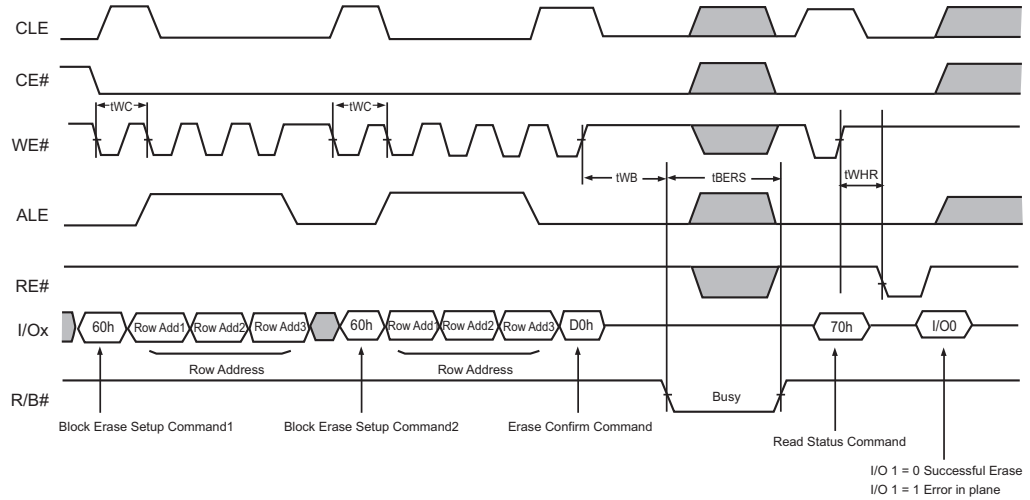 CLE
CE#
tWC
tWC
WE#
tWB
tBERS
tWHR
ALE
RE#
I/Ox
60h
Row Add1
Row Add2
Row Add3
60h
Row Add1
Row Add2
Row Add3
D0h
70h
I/O0
Row Address
Row Address
R/B#
Busy
Block Erase Setup Command1
Block Erase Setup Command2
Erase Confirm Command
Read Status Command
I/O 1 = 0 Successful Erase
I/O 1 = 1 Error in plane